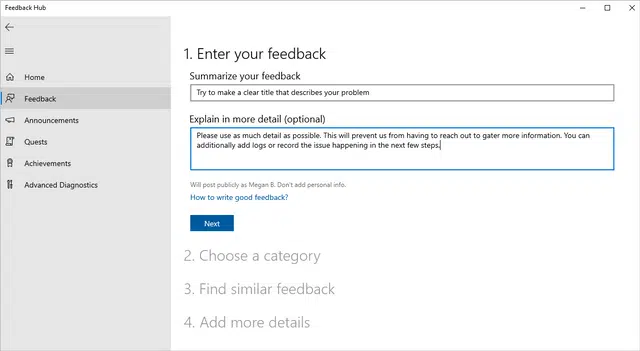 Feedback Hub
Home
Feedback
Announcements
Quests
Achievements
Advanced Diagnostics
1. Enter your feedback
Summarize your feedback
Try to make a clear title that describes your problem
Explain in more detail (optional)
Please use as much detail as possible. This will prevent us from having to reach out to gater more information. You can
additionally add logs or record the issue happening in the next few steps.
Will post publicly as Megan B. Don't add personal info.
How to write good feedback?
Next
2. Choose a category
3. Find similar feedback
4. Add more details